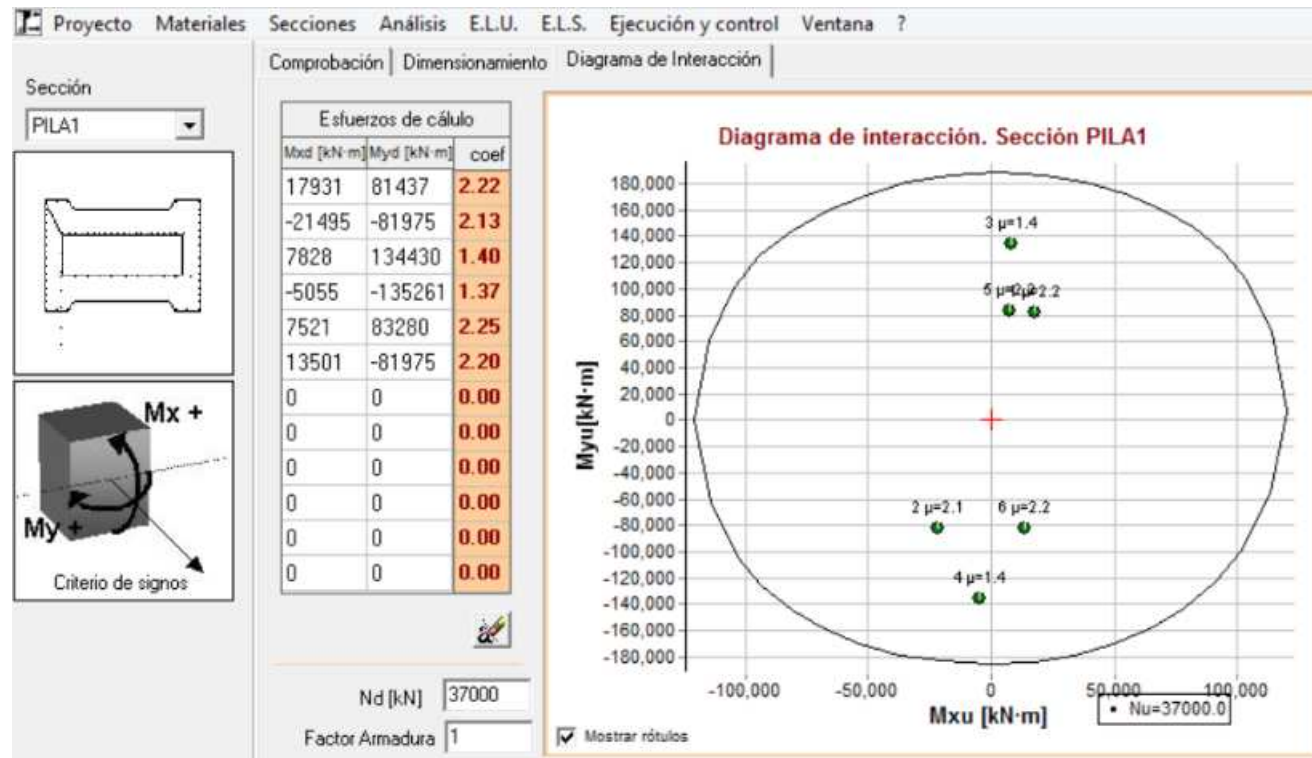 Proyecto Materiales Secciones Análisis E.L.U. E.L.S. Ejecución y control Ventana ?
Comprobación Dimensionamiento Diagrama de Interacción
Sección
PILA1
Mx +
My +
Criterio de signos
Esfuerzos de cálulo
Mxd [kN·m] Myd [kN·m] coef
17931 81437 2.22
-21495 -81975 2.13
7828 134430 1.40
-5055 -135261 1.37
7521 83280 2.25
13501 -81975 2.20
0 0 0.00
0 0 0.00
0 0 0.00
0 0 0.00
0 0 0.00
0 0 0.00
Nd [kN] 37000
Factor Armadura 1
Diagrama de interacción. Sección PILA1
180,000
160,000
140,000
120,000
100,000
80,000
60,000
40,000
20,000
0
-20,000
-40,000
-60,000
-80,000
-100,000
-120,000
-140,000
-160,000
-180,000
Myu[kN·m]
3 µ=1.4
2 µ=2.1 6 µ=2.2
4 µ=1.4
-100,000 -50,000 0 50,000 100,000
Mxu [kN·m]
Nu=37000.0
Mostrar rótulos